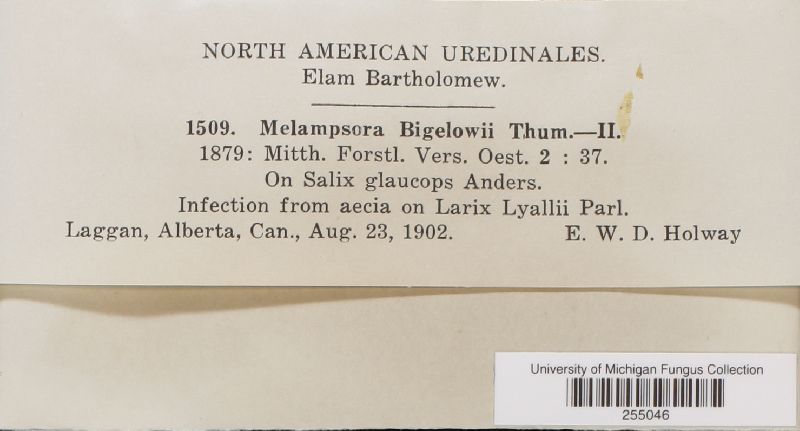 NORTH AMERICAN UREDINALES.
Elam Bartholomew.
1509. Melampsora Bigelowii Thum.—II.
1879: Mitth. Forstl. Vers. Oest. 2 : 37.
On Salix glaucops Anders.
Infection from aecia on Larix Lyallii Parl.
Laggan, Alberta, Can., Aug. 23, 1902. E. W. D. Holway
University of Michigan Fungus Collection
255046